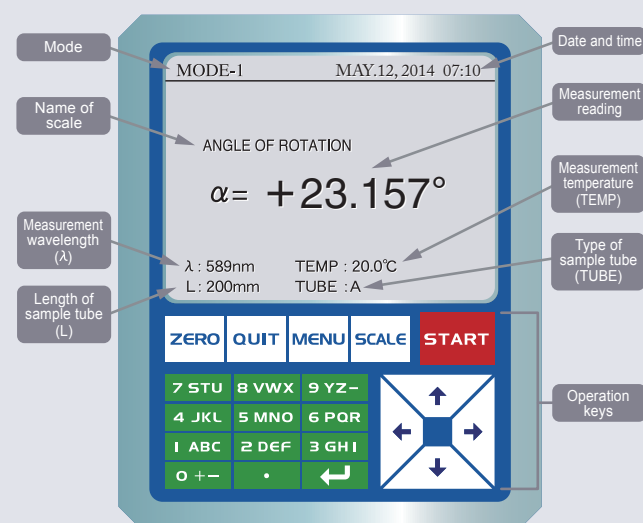 Mode
Date and time
MODE-1 MAY.12, 2014 07:10
Name of
scale
Measurement
reading
ANGLE OF ROTATION
α= +23.157°
Measurement
temperature
(TEMP)
Measurement
wavelength
(λ)
λ : 589nm TEMP : 20.0℃
L : 200mm TUBE : A
Type of
sample tube
(TUBE)
Length of
sample tube
(L)
ZERO QUIT MENU SCALE START
7 STU 8 VWX 9 YZ-
4 JKL 5 MNO 6 PQR
1 ABC 2 DEF 3 GHI
0 +- ·
Operation
keys